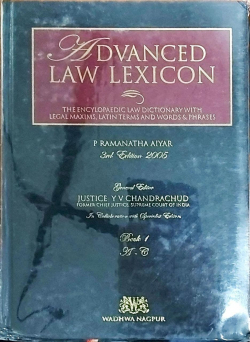 ADVANCED
LAW LEXICON
THE ENCYLOPAEDIC LAW DICTIONARY WITH
LEGAL MAXIMS, LATIN TERMS AND WORDS & PHRASES
P RAMANATHA AIYAR
3rd Edition 2005
General Editor
JUSTICE Y V CHANDRACHUD
FORMER CHIEF JUSTICE, SUPREME COURT OF INDIA
In Collaboration with Specialist Editors
Book 1
A - C
WADHWA NAGPUR